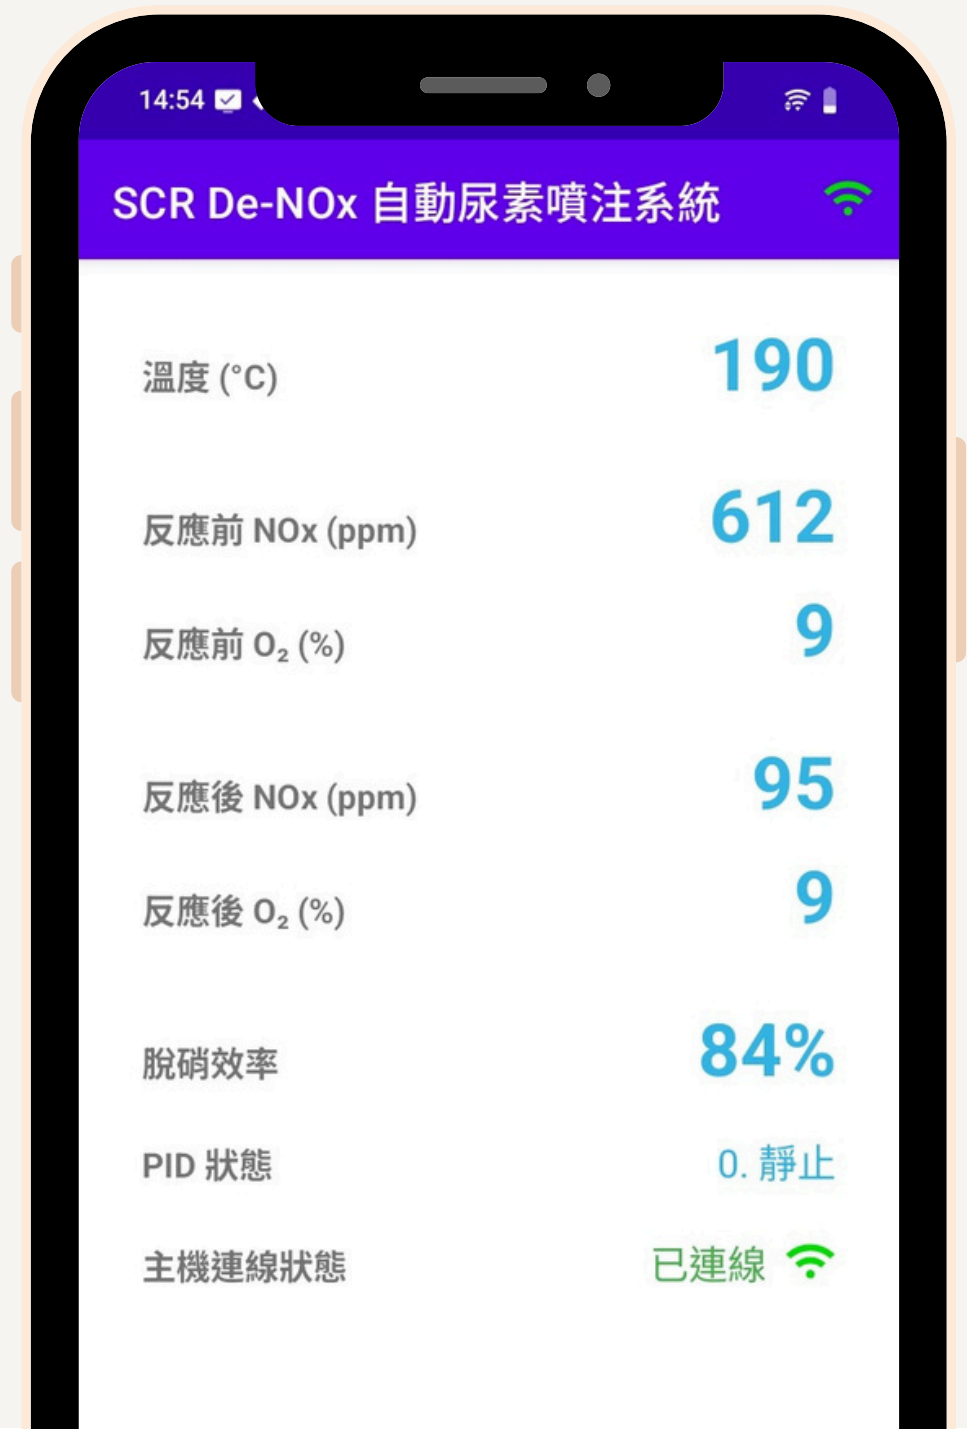 14:54
SCR De-NOx 自動尿素噴注系統
溫度 (°C) 190
反應前 NOx (ppm) 612
反應前 O₂ (%) 9
反應後 NOx (ppm) 95
反應後 O₂ (%) 9
脫硝效率 84%
PID 狀態 0. 靜止
主機連線狀態 已連線